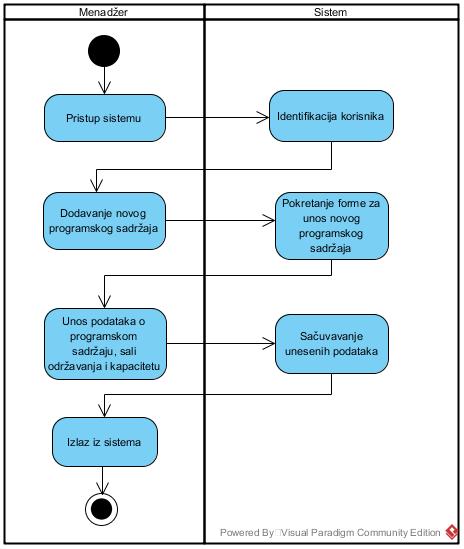 Menadžer
Sistem
Pristup sistemu
Identifikacija korisnika
Dodavanje novog
programskog sadržaja
Pokretanje forme za
unos novog
programskog
sadržaja
Unos podataka o
programskom
sadržaju, sali
održavanja i kapacitetu
Sačuvavanje
unesenih podataka
Izlaz iz sistema
Powered By Visual Paradigm Community Edition